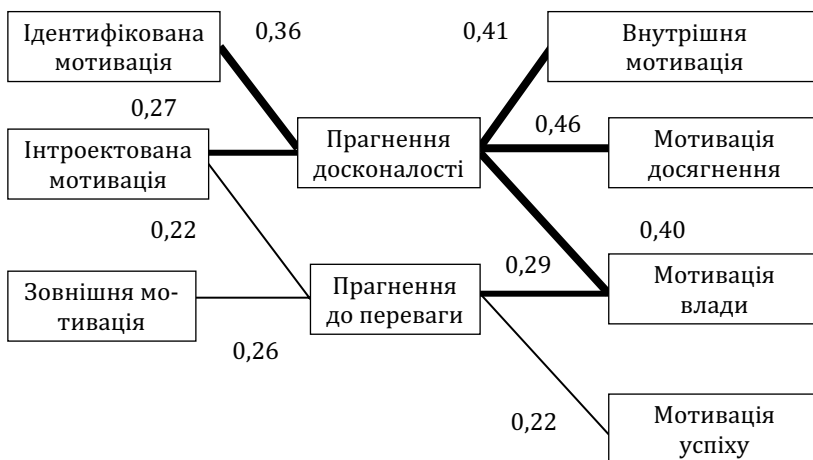 Ідентифікована
мотивація
0,36
0,41
Внутрішня
мотивація
0,27
Інтроектована
мотивація
Прагнення
досконалості
0,46
Мотивація
досягнення
0,22
0,40
Зовнішня мо-
тивація
0,26
Прагнення
до переваги
0,29
Мотивація
влади
0,22
Мотивація
успіху